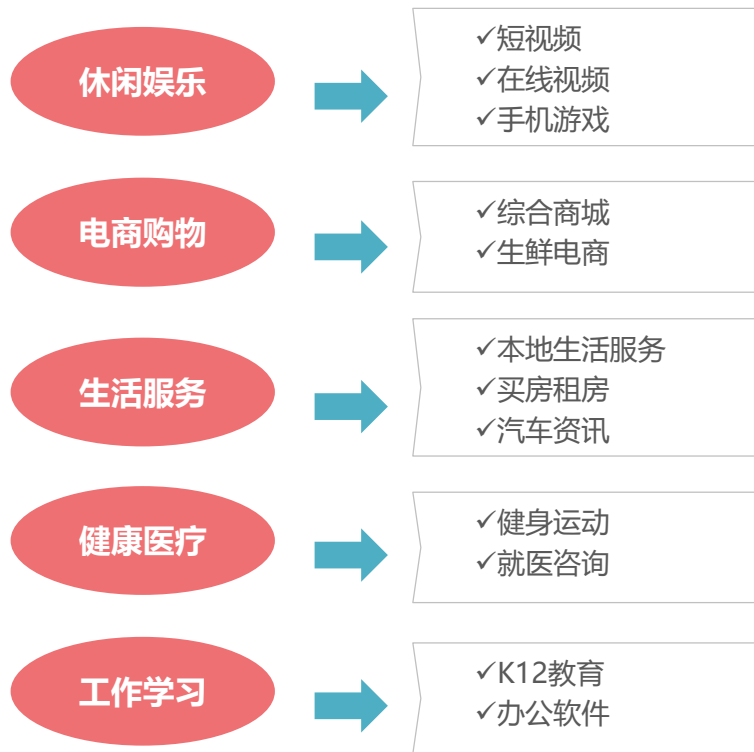 休闲娱乐
✓短视频
✓在线视频
✓手机游戏
电商购物
✓综合商城
✓生鲜电商
生活服务
✓本地生活服务
✓买房租房
✓汽车资讯
健康医疗
✓健身运动
✓就医咨询
工作学习
✓K12教育
✓办公软件